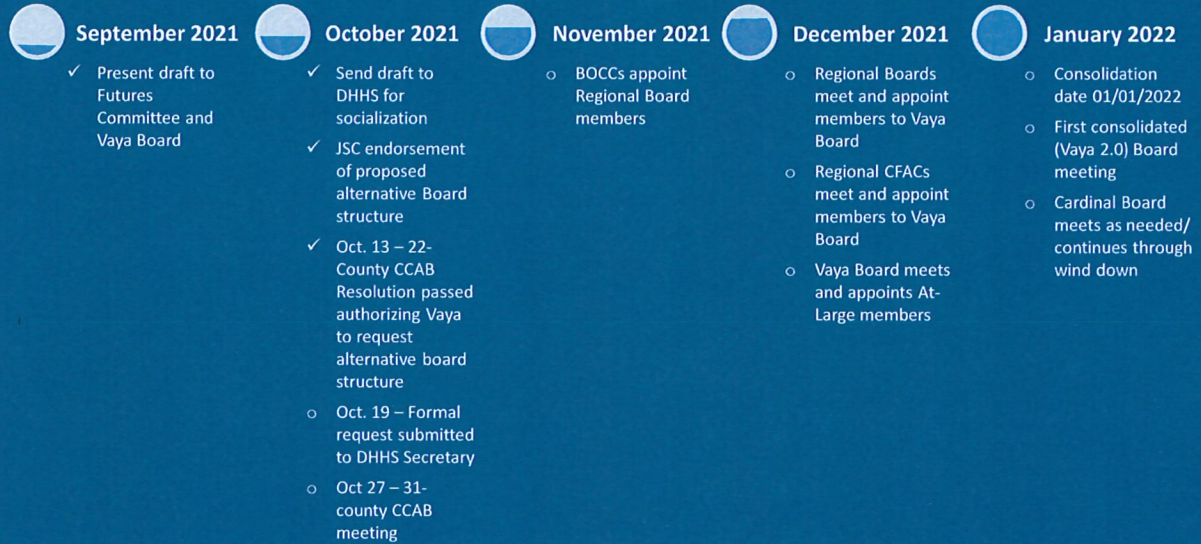 September 2021
✓ Present draft to
Futures
Committee and
Vaya Board
October 2021
✓ Send draft to
DHHS for
socialization
✓ JSC endorsement
of proposed
alternative Board
structure
✓ Oct. 13 – 22-
County CCAB
Resolution passed
authorizing Vaya
to request
alternative board
structure
o Oct. 19 – Formal
request submitted
to DHHS Secretary
o Oct 27 – 31-
county CCAB
meeting
November 2021
o BOCCs appoint
Regional Board
members
December 2021
o Regional Boards
meet and appoint
members to Vaya
Board
o Regional CFACs
meet and appoint
members to Vaya
Board
o Vaya Board meets
and appoints At-
Large members
January 2022
o Consolidation
date 01/01/2022
o First consolidated
(Vaya 2.0) Board
meeting
o Cardinal Board
meets as needed/
continues through
wind down